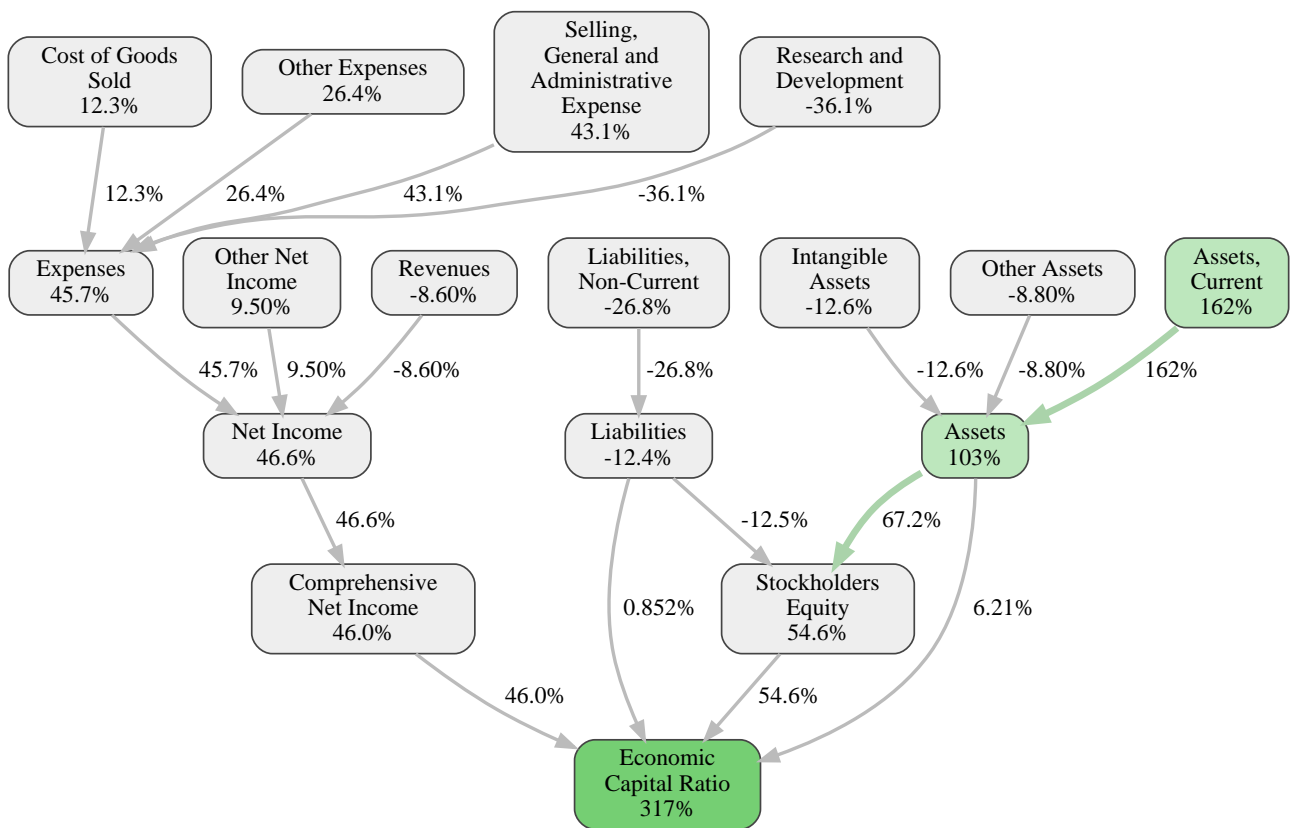 Cost of Goods
Sold
12.3%
Other Expenses
26.4%
Selling,
General and
Administrative
Expense
43.1%
Research and
Development
-36.1%
12.3%
26.4%
43.1%
-36.1%
Expenses
45.7%
Other Net
Income
9.50%
Revenues
-8.60%
Liabilities,
Non-Current
-26.8%
Intangible
Assets
-12.6%
Other Assets
-8.80%
Assets,
Current
162%
45.7%
9.50%
-8.60%
-26.8%
-12.6%
-8.80%
162%
Net Income
46.6%
Liabilities
-12.4%
Assets
103%
46.6%
-12.5%
67.2%
Comprehensive
Net Income
46.0%
0.852%
Stockholders
Equity
54.6%
6.21%
46.0%
54.6%
Economic
Capital Ratio
317%